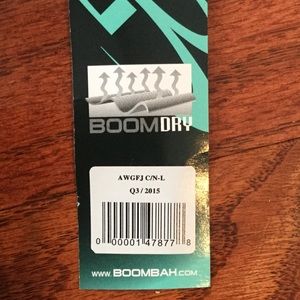 BOOMDRY
AWGFJ C/N-L
Q3 / 2015
0 00001 47877 8
www.BOOMBAH.COM